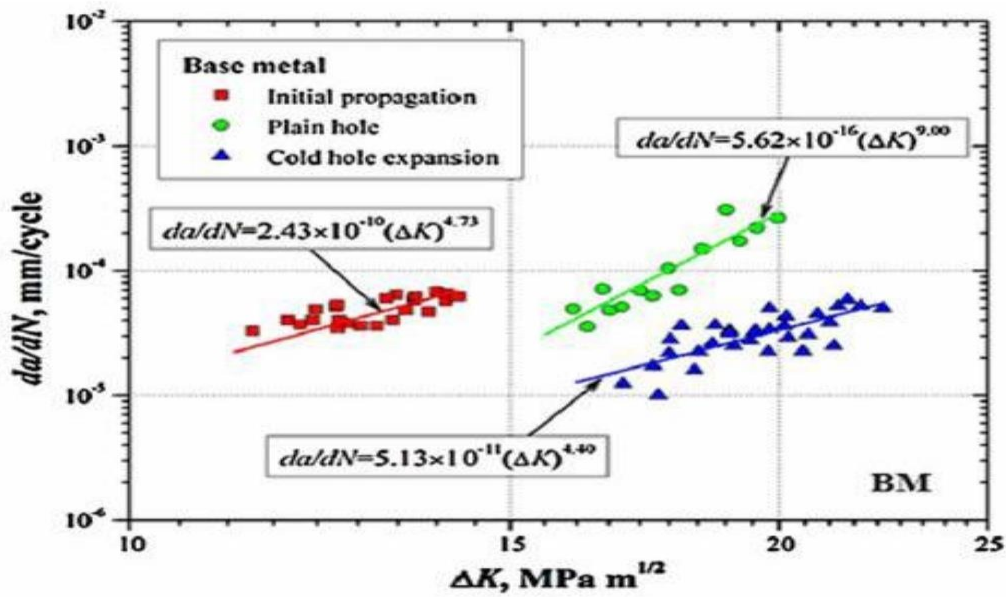 10⁻²
10⁻³
10⁻⁴
10⁻⁵
10⁻⁶
da/dN, mm/cycle
Base metal
Initial propagation
Plain hole
Cold hole expansion
da/dN=5.62×10⁻¹⁶(ΔK)⁹·⁰⁰
da/dN=2.43×10⁻¹⁰(ΔK)⁴·⁷³
da/dN=5.13×10⁻¹¹(ΔK)⁴·⁴⁰
BM
10 15 20 25
ΔK, MPa m¹/²